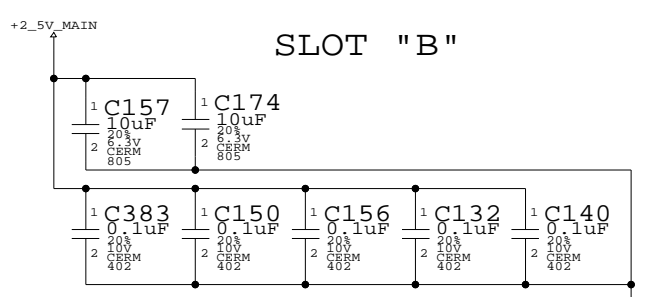 +2_5V_MAIN
SLOT "B"
1 C157
10uF
20%
6.3V
2 CERM
805
1 C174
10uF
20%
6.3V
2 CERM
805
1 C383
0.1uF
20%
10V
2 CERM
402
1 C150
0.1uF
20%
10V
2 CERM
402
1 C156
0.1uF
20%
10V
2 CERM
402
1 C132
0.1uF
20%
10V
2 CERM
402
1 C140
0.1uF
20%
10V
2 CERM
402